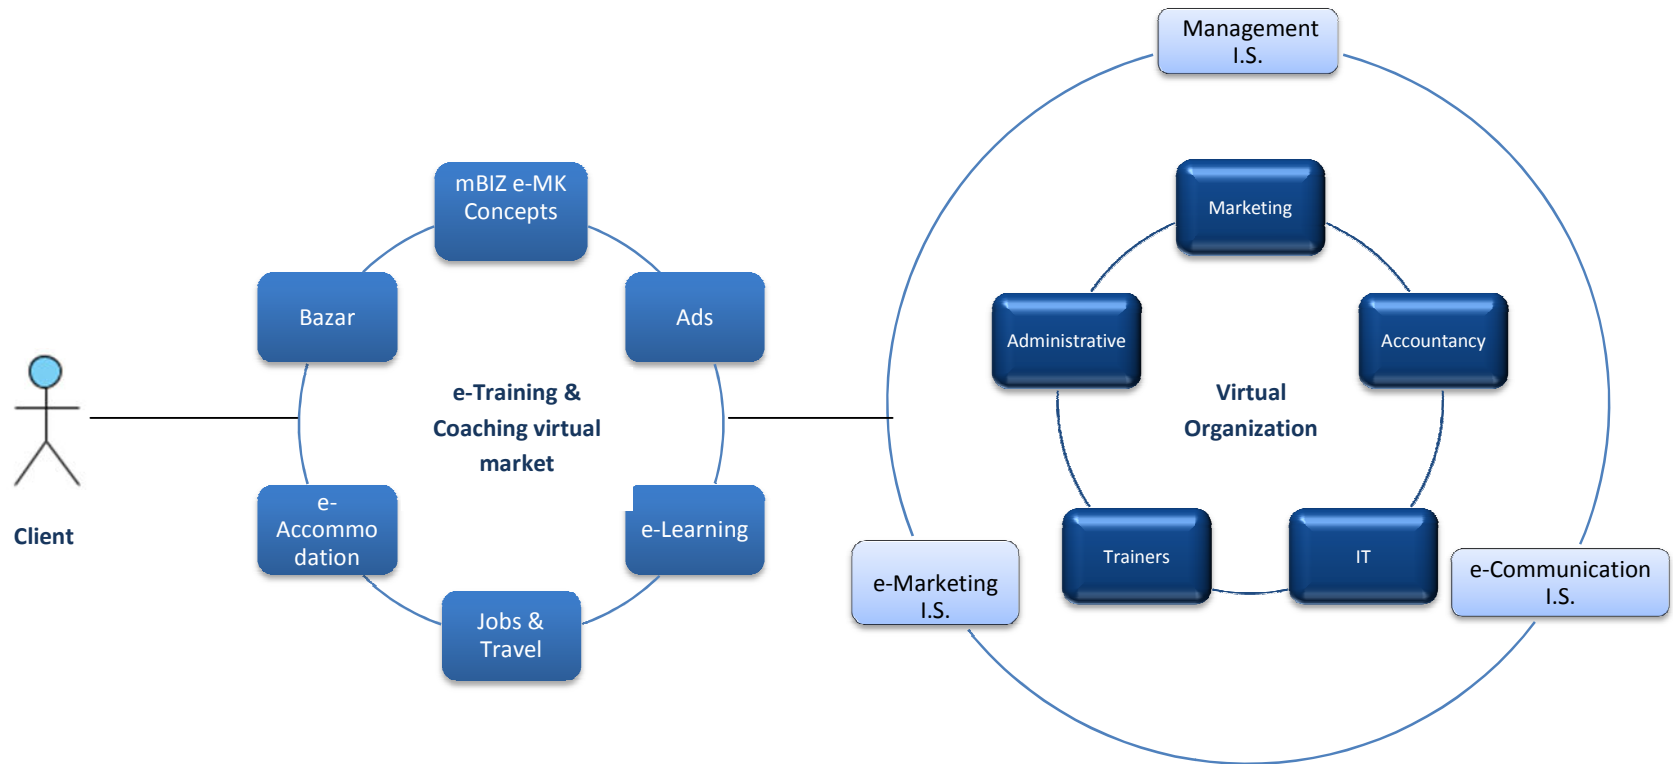 Client
mBIZ e-MK
Concepts
Bazar
Ads
e-Training &
Coaching virtual
market
e-
Accommo
dation
e-Learning
Jobs &
Travel
Management
I.S.
Marketing
Administrative
Accountancy
Virtual
Organization
Trainers
IT
e-Marketing
I.S.
e-Communication
I.S.